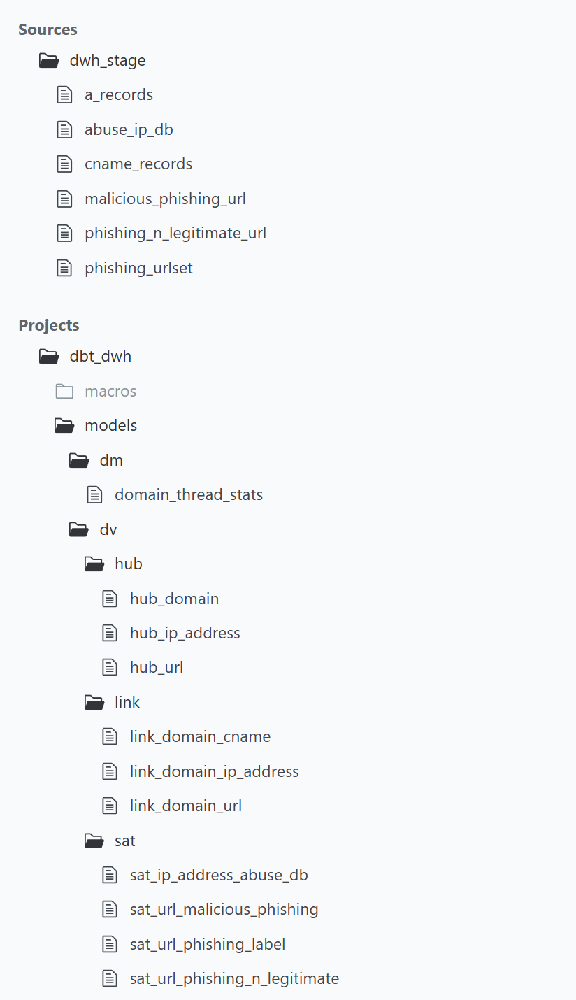 Sources
dwh_stage
a_records
abuse_ip_db
cname_records
malicious_phishing_url
phishing_n_legitimate_url
phishing_urlset
Projects
dbt_dwh
macros
models
dm
domain_thread_stats
dv
hub
hub_domain
hub_ip_address
hub_url
link
link_domain_cname
link_domain_ip_address
link_domain_url
sat
sat_ip_address_abuse_db
sat_url_malicious_phishing
sat_url_phishing_label
sat_url_phishing_n_legitimate